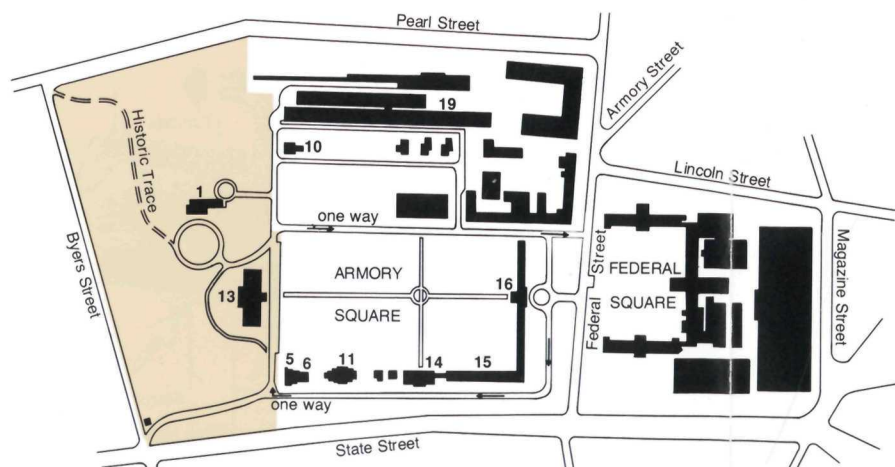 Pearl Street
Armory Street
19
Historic Trace
10
Lincoln Street
1
one way
Byers Street
ARMORY
SQUARE
13
16
Federal Street
FEDERAL
SQUARE
Magazine Street
5
6
11
14
15
one way
State Street